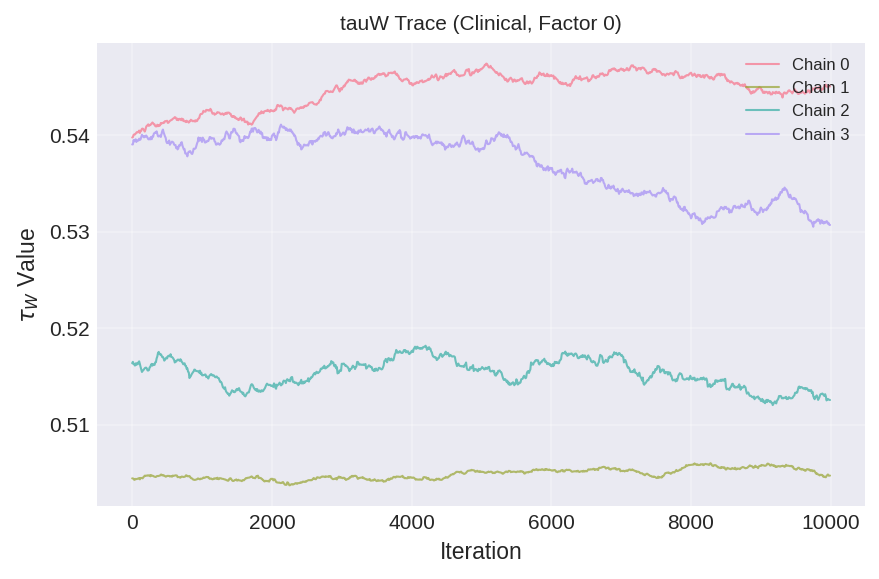 tauW Trace (Clinical, Factor 0)
Chain 0
Chain 1
Chain 2
Chain 3
0.54
0.53
0.52
0.51
τW Value
0 2000 4000 6000 8000 10000
Iteration